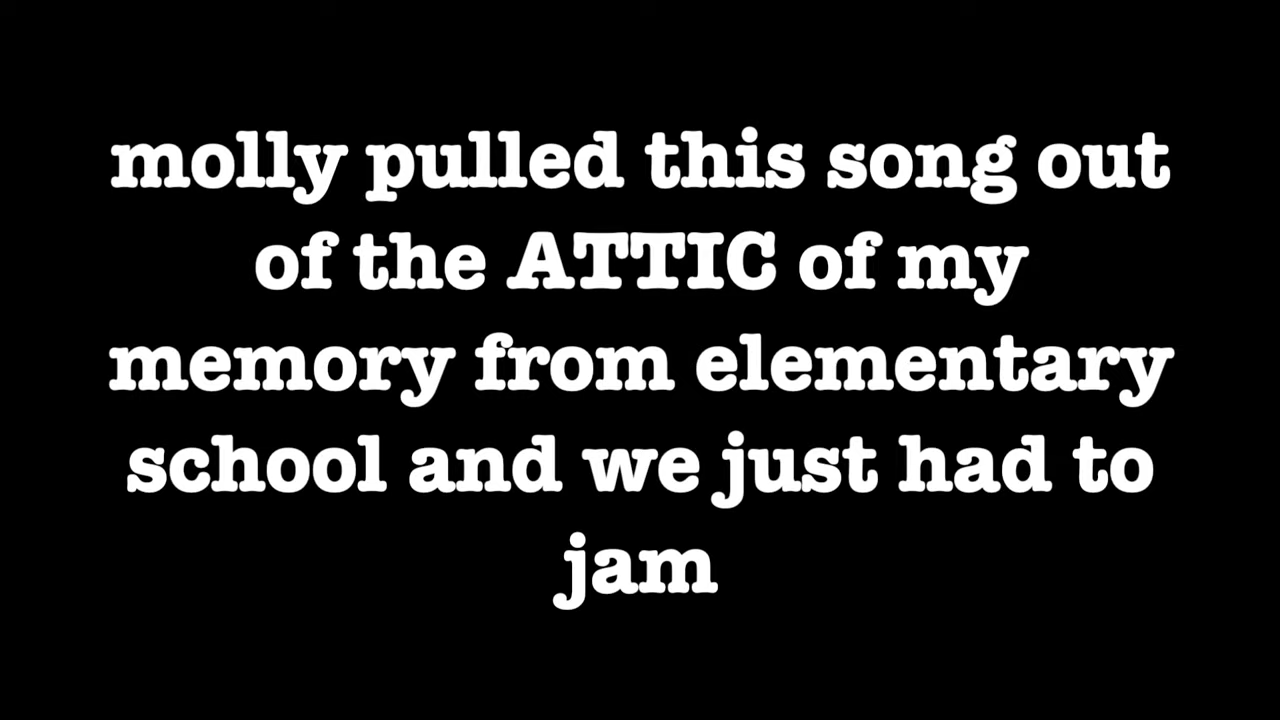 molly pulled this song out
of the ATTIC of my
memory from elementary
school and we just had to
jam